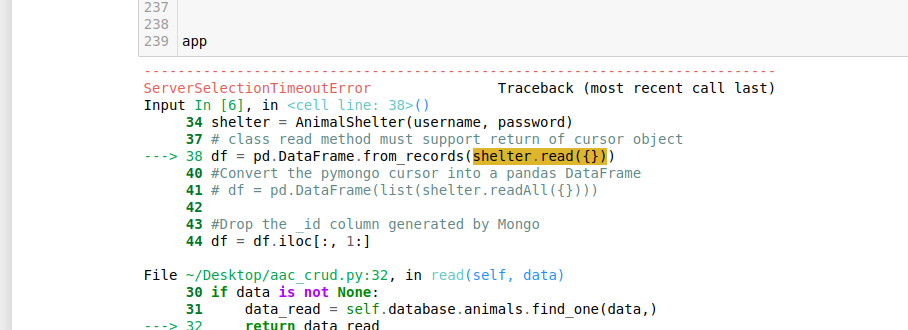 237
238
239 app
---------------------------------------------------------------------------
ServerSelectionTimeoutError Traceback (most recent call last)
Input In [6], in <cell line: 38>()
34 shelter = AnimalShelter(username, password)
37 # class read method must support return of cursor object
---> 38 df = pd.DataFrame.from_records(shelter.read({}))
40 #Convert the pymongo cursor into a pandas DataFrame
41 # df = pd.DataFrame(list(shelter.readAll({})))
42
43 #Drop the _id column generated by Mongo
44 df = df.iloc[:, 1:]
File ~/Desktop/aac_crud.py:32, in read(self, data)
30 if data is not None:
31 data_read = self.database.animals.find_one(data,)
---> 32 return data_read